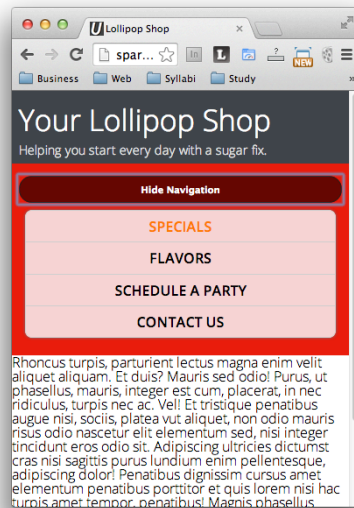 Lollipop Shop
spar...
NEW
Business Web Syllabi Study
Your Lollipop Shop
Helping you start every day with a sugar fix.
Hide Navigation
SPECIALS
FLAVORS
SCHEDULE A PARTY
CONTACT US
Rhoncus turpis, parturient lectus magna enim velit
aliquet aliquam. Et duis? Mauris sed odio! Purus, ut
phasellus, mauris, integer est cum, placerat, in nec
ridiculus, turpis nec ac. Vel! Et tristique penatibus
augue nisi, sociis, platea vut aliquet, non odio mauris
risus odio nascetur elit elementum sed, nisi integer
tincidunt eros odio sit. Adipiscing ultricies dictumst
cras nisi sagittis purus lundium enim pellentesque,
adipiscing dolor! Penatibus dignissim cursus amet
elementum penatibus porttitor et quis lorem nisi hac
turpis amet tempor, penatibus! Magnis phasellus